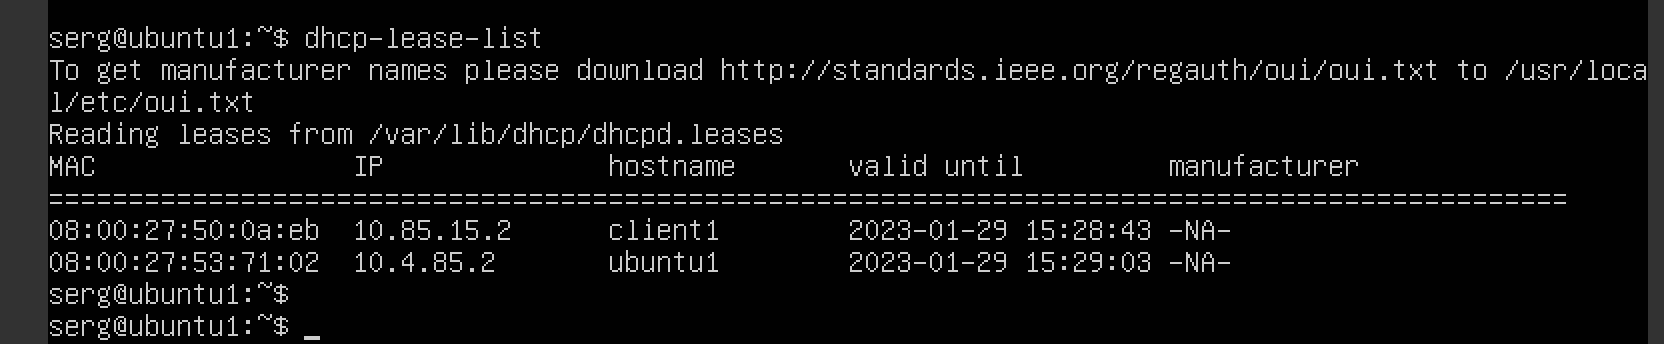 serg@ubuntu1:~$ dhcp-lease-list
To get manufacturer names please download http://standards.ieee.org/regauth/oui/oui.txt to /usr/loca
l/etc/oui.txt
Reading leases from /var/lib/dhcp/dhcpd.leases
MAC                IP              hostname       valid until         manufacturer
===============================================================================================
08:00:27:50:0a:eb  10.85.15.2      client1        2023-01-29 15:28:43 -NA-
08:00:27:53:71:02  10.4.85.2       ubuntu1        2023-01-29 15:29:03 -NA-
serg@ubuntu1:~$
serg@ubuntu1:~$ _